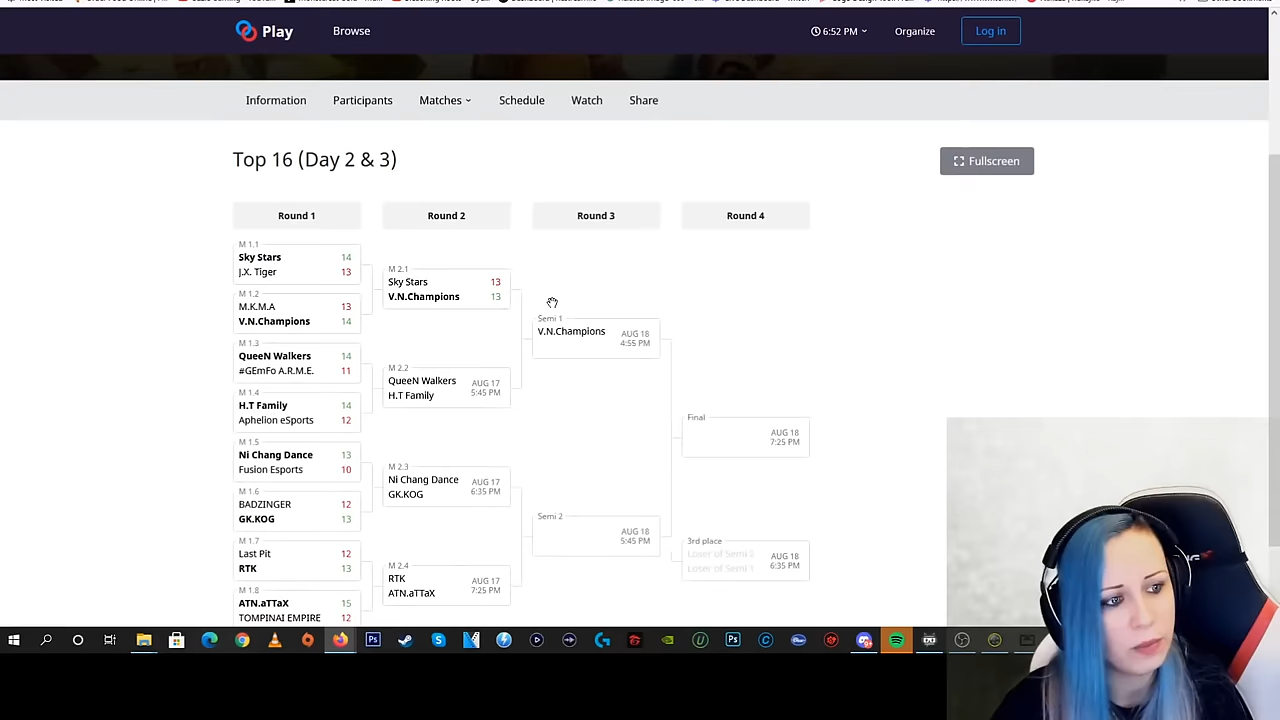 Play Browse 6:52 PM Organize Log in
Information Participants Matches Schedule Watch Share
Top 16 (Day 2 & 3) Fullscreen
Round 1 Round 2 Round 3 Round 4
M 1.1
Sky Stars 14
J.X. Tiger 13
M 1.2
M.K.M.A 13
V.N.Champions 14
M 1.3
QueeN Walkers 14
#GEmFo A.R.M.E. 11
M 1.4
H.T Family 14
Aphelion eSports 12
M 1.5
Ni Chang Dance 13
Fusion Esports 10
M 1.6
BADZINGER 12
GK.KOG 13
M 1.7
Last Pit 12
RTK 13
M 1.8
ATN.aTTaX 15
TOMPINAI EMPIRE 12
M 2.1
Sky Stars 13
V.N.Champions 13
M 2.2
QueeN Walkers
H.T Family
AUG 17
5:45 PM
M 2.3
Ni Chang Dance
GK.KOG
AUG 17
6:35 PM
M 2.4
RTK
ATN.aTTaX
AUG 17
7:25 PM
Semi 1
V.N.Champions
AUG 18
4:55 PM
Semi 2
AUG 18
5:45 PM
Final
AUG 18
7:25 PM
3rd place
Loser of Semi 2
Loser of Semi 1
AUG 18
6:35 PM